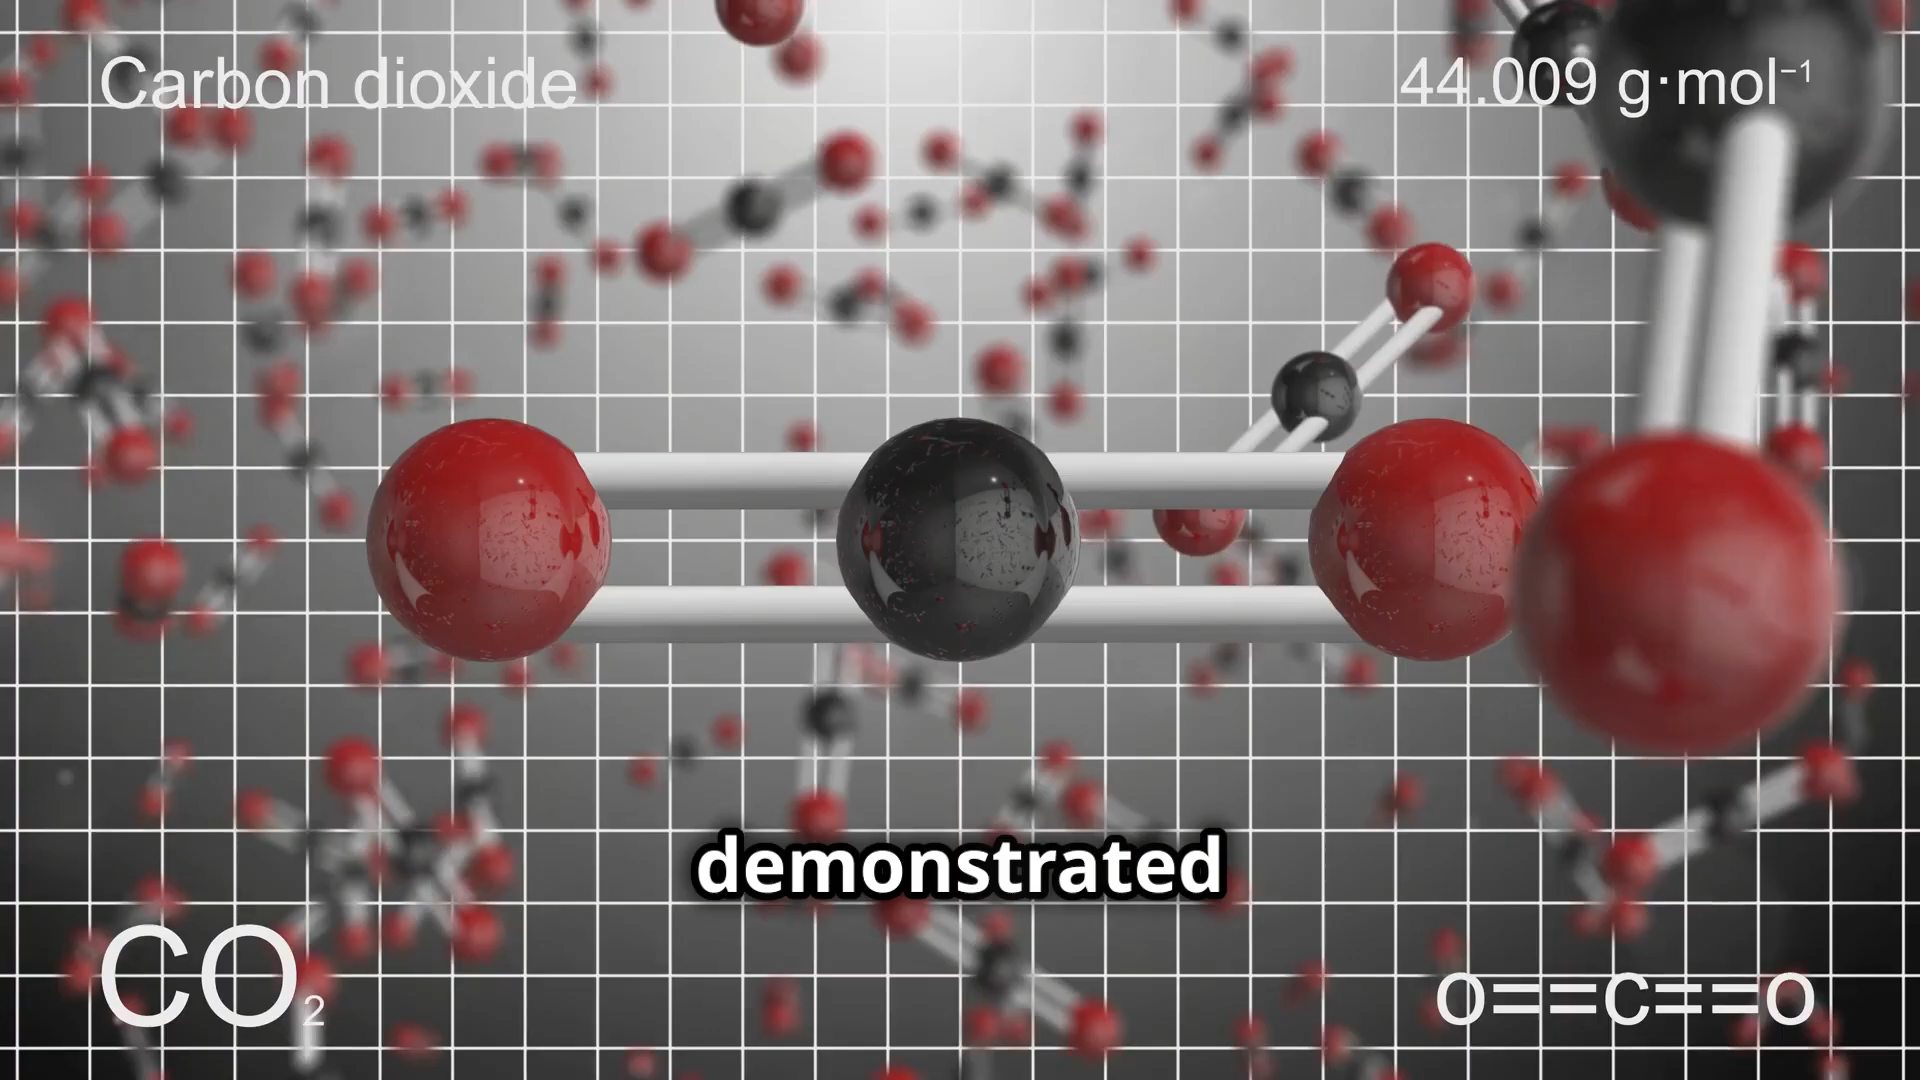 Carbon dioxide
44.009 g·mol⁻¹
demonstrated
CO₂
O==C==O